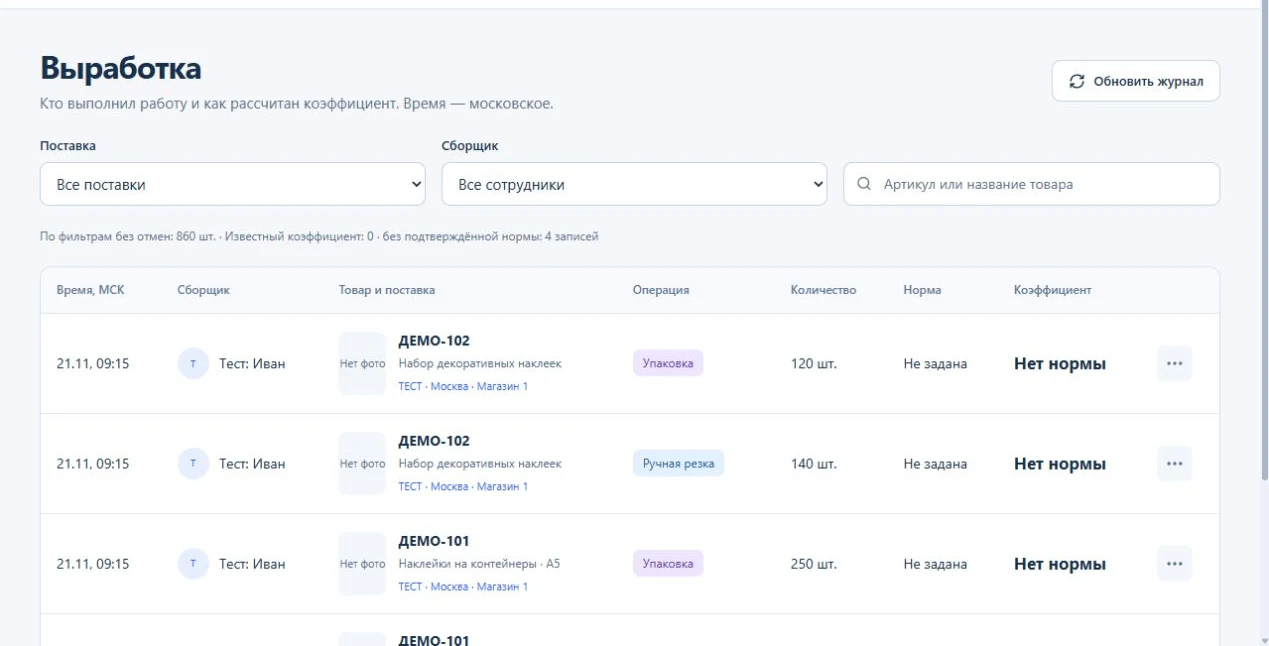 Выработка
Кто выполнил работу и как рассчитан коэффициент. Время — московское.
Обновить журнал
Поставка
Сборщик
Все поставки
Все сотрудники
Артикул или название товара
По фильтрам без отмен: 860 шт. · Известный коэффициент: 0 · без подтверждённой нормы: 4 записей
Время, МСК Сборщик Товар и поставка Операция Количество Норма Коэффициент
21.11, 09:15 Т Тест: Иван Нет фото ДЕМО-102
Набор декоративных наклеек
ТЕСТ · Москва · Магазин 1
Упаковка 120 шт. Не задана Нет нормы
21.11, 09:15 Т Тест: Иван Нет фото ДЕМО-102
Набор декоративных наклеек
ТЕСТ · Москва · Магазин 1
Ручная резка 140 шт. Не задана Нет нормы
21.11, 09:15 Т Тест: Иван Нет фото ДЕМО-101
Наклейки на контейнеры · А5
ТЕСТ · Москва · Магазин 1
Упаковка 250 шт. Не задана Нет нормы
ДЕМО-101